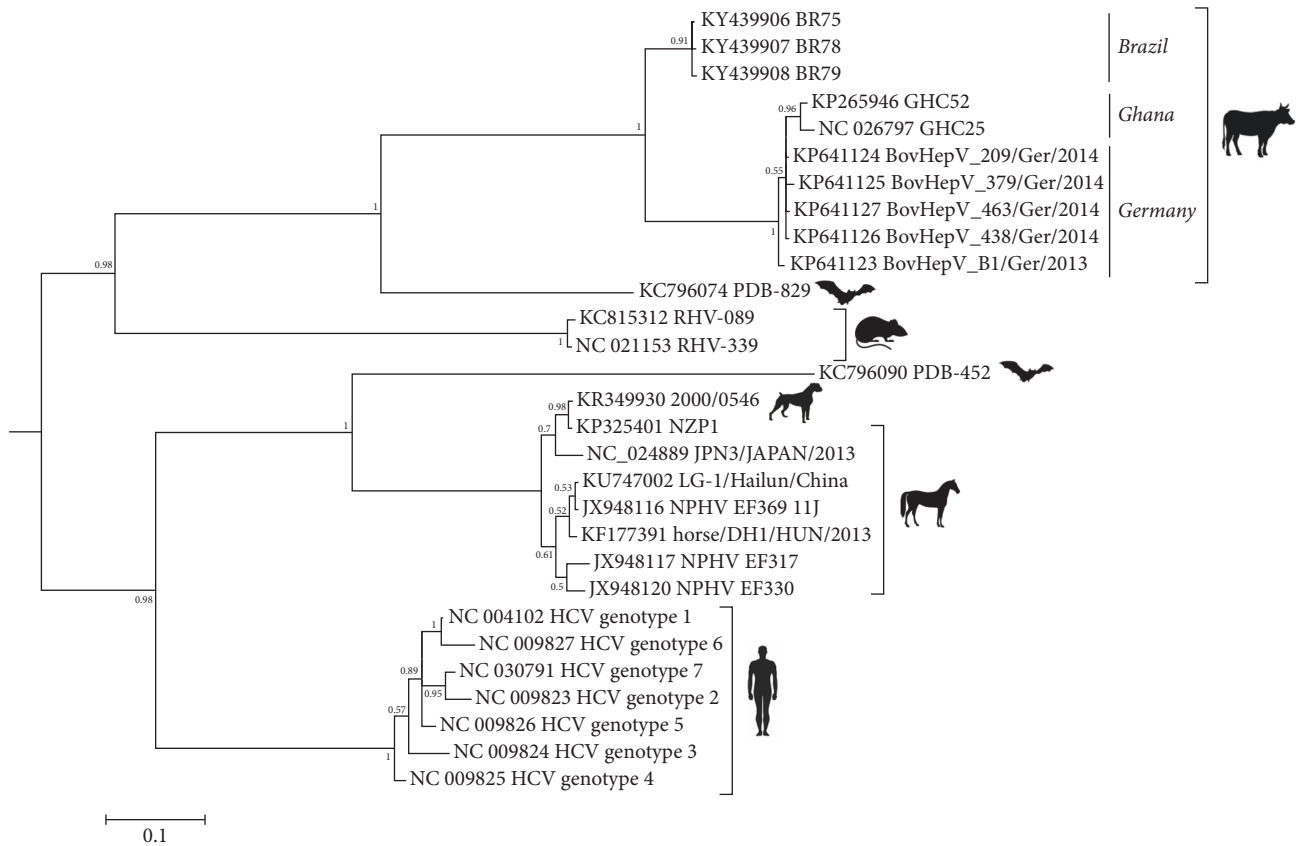 KY439906 BR75
0.91
KY439907 BR78
Brazil
KY439908 BR79
KP265946 GHC52
0.96
Ghana
NC 026797 GHC25
1
KP641124 BovHepV_209/Ger/2014
0.55
KP641125 BovHepV_379/Ger/2014
1
KP641127 BovHepV_463/Ger/2014
Germany
1
KP641126 BovHepV_438/Ger/2014
0.98
KP641123 BovHepV_B1/Ger/2013
KC796074 PDB-829
KC815312 RHV-089
1
NC 021153 RHV-339
KC796090 PDB-452
KR349930 2000/0546
0.98
KP325401 NZP1
1
0.7
NC_024889 JPN3/JAPAN/2013
KU747002 LG-1/Hailun/China
0.53
JX948116 NPHV EF369 11J
0.52
KF177391 horse/DH1/HUN/2013
0.61
JX948117 NPHV EF317
0.5
JX948120 NPHV EF330
0.98
NC 004102 HCV genotype 1
1
NC 009827 HCV genotype 6
0.89
NC 030791 HCV genotype 7
0.95
NC 009823 HCV genotype 2
0.57
NC 009826 HCV genotype 5
NC 009824 HCV genotype 3
1
NC 009825 HCV genotype 4
0.1